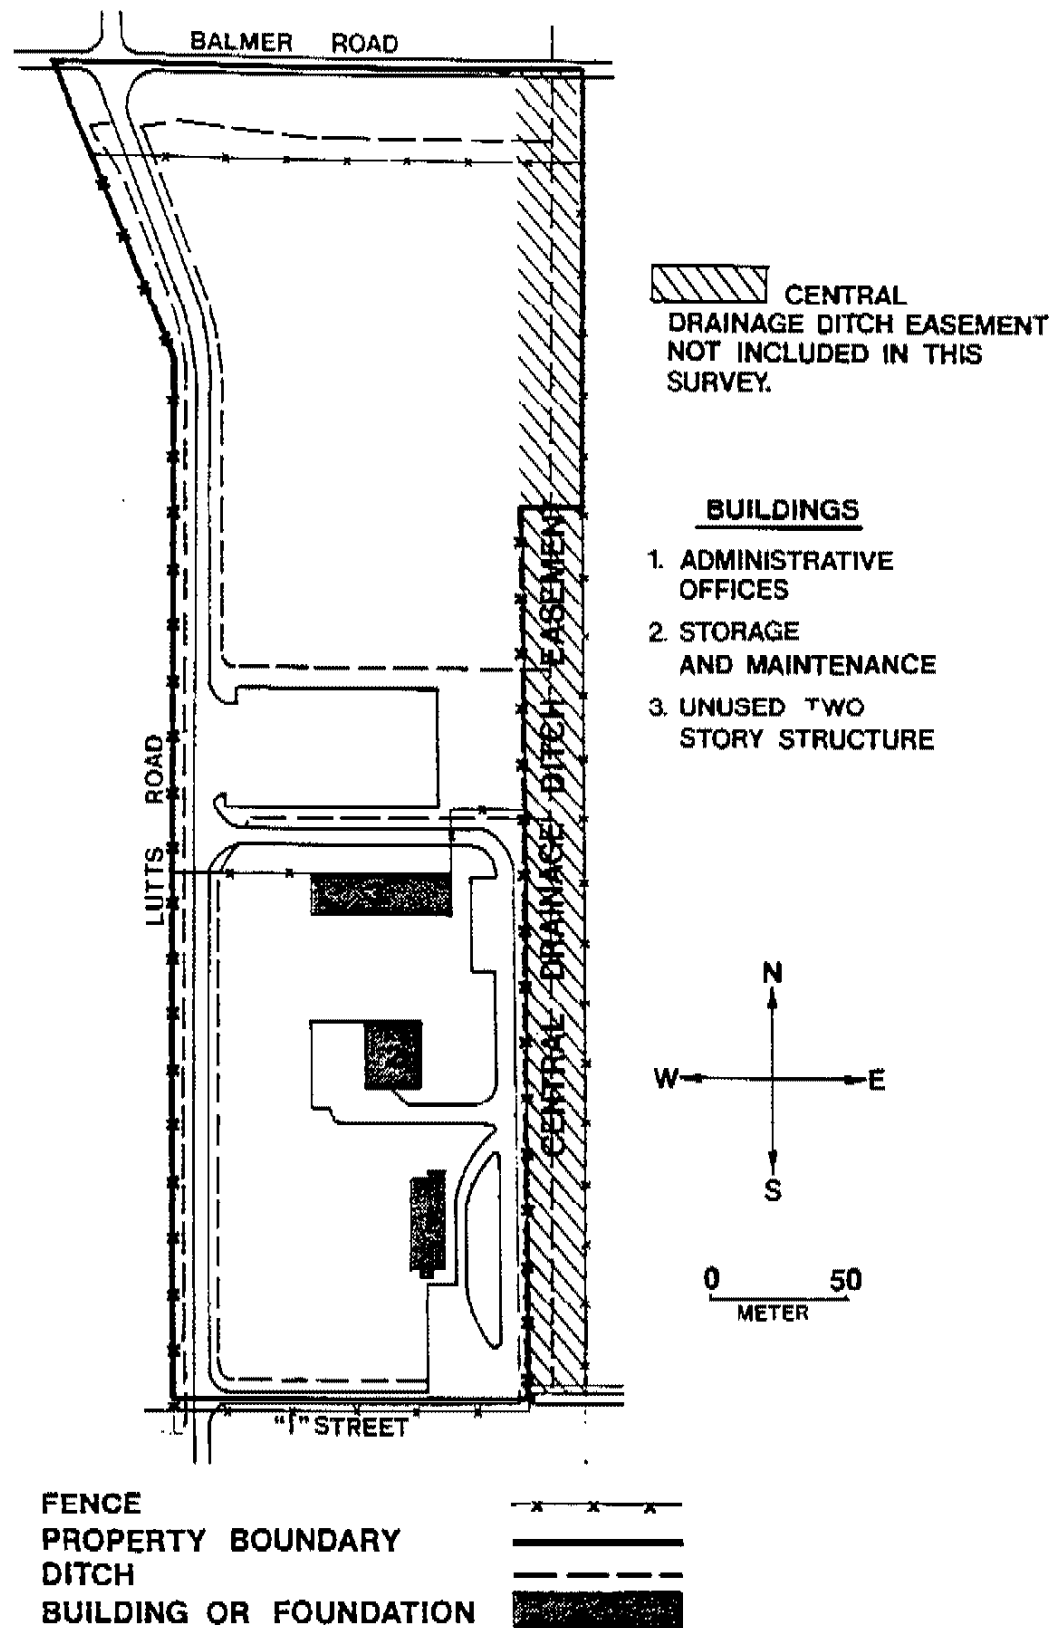 BALMER ROAD
CENTRAL
DRAINAGE DITCH EASEMENT
NOT INCLUDED IN THIS
SURVEY.
BUILDINGS
1. ADMINISTRATIVE
OFFICES
2. STORAGE
AND MAINTENANCE
3. UNUSED TWO
STORY STRUCTURE
LUTTS ROAD
CENTRAL DRAINAGE DITCH EASEMENT
N
W E
S
0 50
METER
"I" STREET
FENCE
PROPERTY BOUNDARY
DITCH
BUILDING OR FOUNDATION